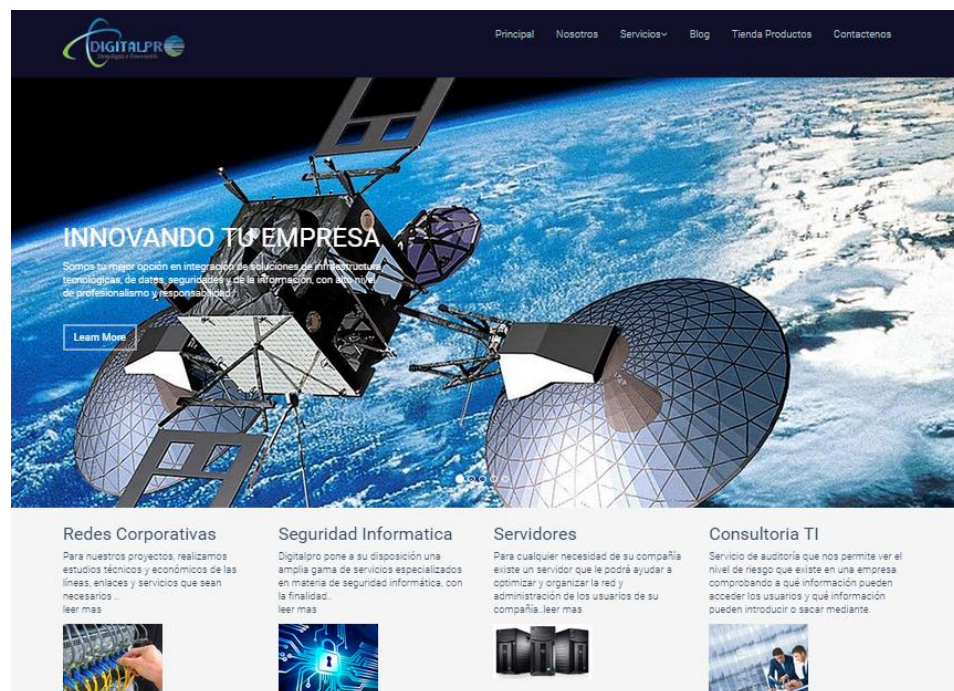 DIGITALPRO
Tecnología e Innovación
Principal Nosotros Servicios Blog Tienda Productos Contactenos
INNOVANDO TU EMPRESA
Somos tu mejor opción en integración de soluciones de infraestructura
tecnológicas, de datos, seguridades y de la información, con alto nivel
de profesionalismo y responsabilidad
Learn More
Redes Corporativas
Para nuestros proyectos, realizamos
estudios técnicos y económicos de las
líneas, enlaces y servicios que sean
necesarios ..
leer mas
Seguridad Informatica
Digitalpro pone a su disposición una
amplia gama de servicios especializados
en materia de seguridad informática, con
la finalidad..
leer mas
Servidores
Para cualquier necesidad de su compañía
existe un servidor que le podrá ayudar a
optimizar y organizar la red y
administración de los usuarios de su
compañía..leer mas
Consultoria TI
Servicio de auditoría que nos permite ver el
nivel de riesgo que existe en una empresa
comprobando a qué información pueden
acceder los usuarios y qué información
pueden introducir o sacar mediante.